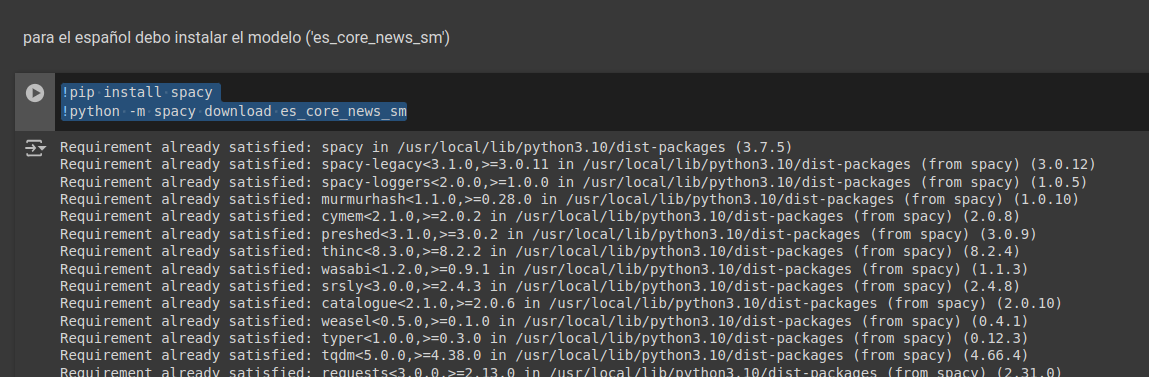 para el español debo instalar el modelo ('es_core_news_sm')
!pip install spacy
!python -m spacy download es_core_news_sm
Requirement already satisfied: spacy in /usr/local/lib/python3.10/dist-packages (3.7.5)
Requirement already satisfied: spacy-legacy<3.1.0,>=3.0.11 in /usr/local/lib/python3.10/dist-packages (from spacy) (3.0.12)
Requirement already satisfied: spacy-loggers<2.0.0,>=1.0.0 in /usr/local/lib/python3.10/dist-packages (from spacy) (1.0.5)
Requirement already satisfied: murmurhash<1.1.0,>=0.28.0 in /usr/local/lib/python3.10/dist-packages (from spacy) (1.0.10)
Requirement already satisfied: cymem<2.1.0,>=2.0.2 in /usr/local/lib/python3.10/dist-packages (from spacy) (2.0.8)
Requirement already satisfied: preshed<3.1.0,>=3.0.2 in /usr/local/lib/python3.10/dist-packages (from spacy) (3.0.9)
Requirement already satisfied: thinc<8.3.0,>=8.2.2 in /usr/local/lib/python3.10/dist-packages (from spacy) (8.2.4)
Requirement already satisfied: wasabi<1.2.0,>=0.9.1 in /usr/local/lib/python3.10/dist-packages (from spacy) (1.1.3)
Requirement already satisfied: srsly<3.0.0,>=2.4.3 in /usr/local/lib/python3.10/dist-packages (from spacy) (2.4.8)
Requirement already satisfied: catalogue<2.1.0,>=2.0.6 in /usr/local/lib/python3.10/dist-packages (from spacy) (2.0.10)
Requirement already satisfied: weasel<0.5.0,>=0.1.0 in /usr/local/lib/python3.10/dist-packages (from spacy) (0.4.1)
Requirement already satisfied: typer<1.0.0,>=0.3.0 in /usr/local/lib/python3.10/dist-packages (from spacy) (0.12.3)
Requirement already satisfied: tqdm<5.0.0,>=4.38.0 in /usr/local/lib/python3.10/dist-packages (from spacy) (4.66.4)
Requirement already satisfied: requests<3.0.0,>=2.13.0 in /usr/local/lib/python3.10/dist-packages (from spacy) (2.31.0)